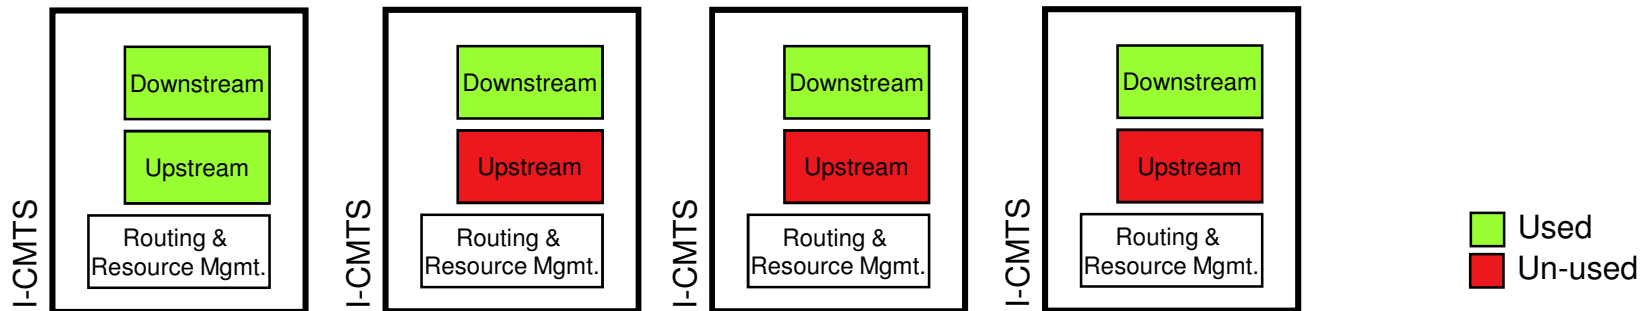 I-CMTS
Downstream
Upstream
Routing &
Resource Mgmt.
I-CMTS
Downstream
Upstream
Routing &
Resource Mgmt.
I-CMTS
Downstream
Upstream
Routing &
Resource Mgmt.
I-CMTS
Downstream
Upstream
Routing &
Resource Mgmt.
Used
Un-used